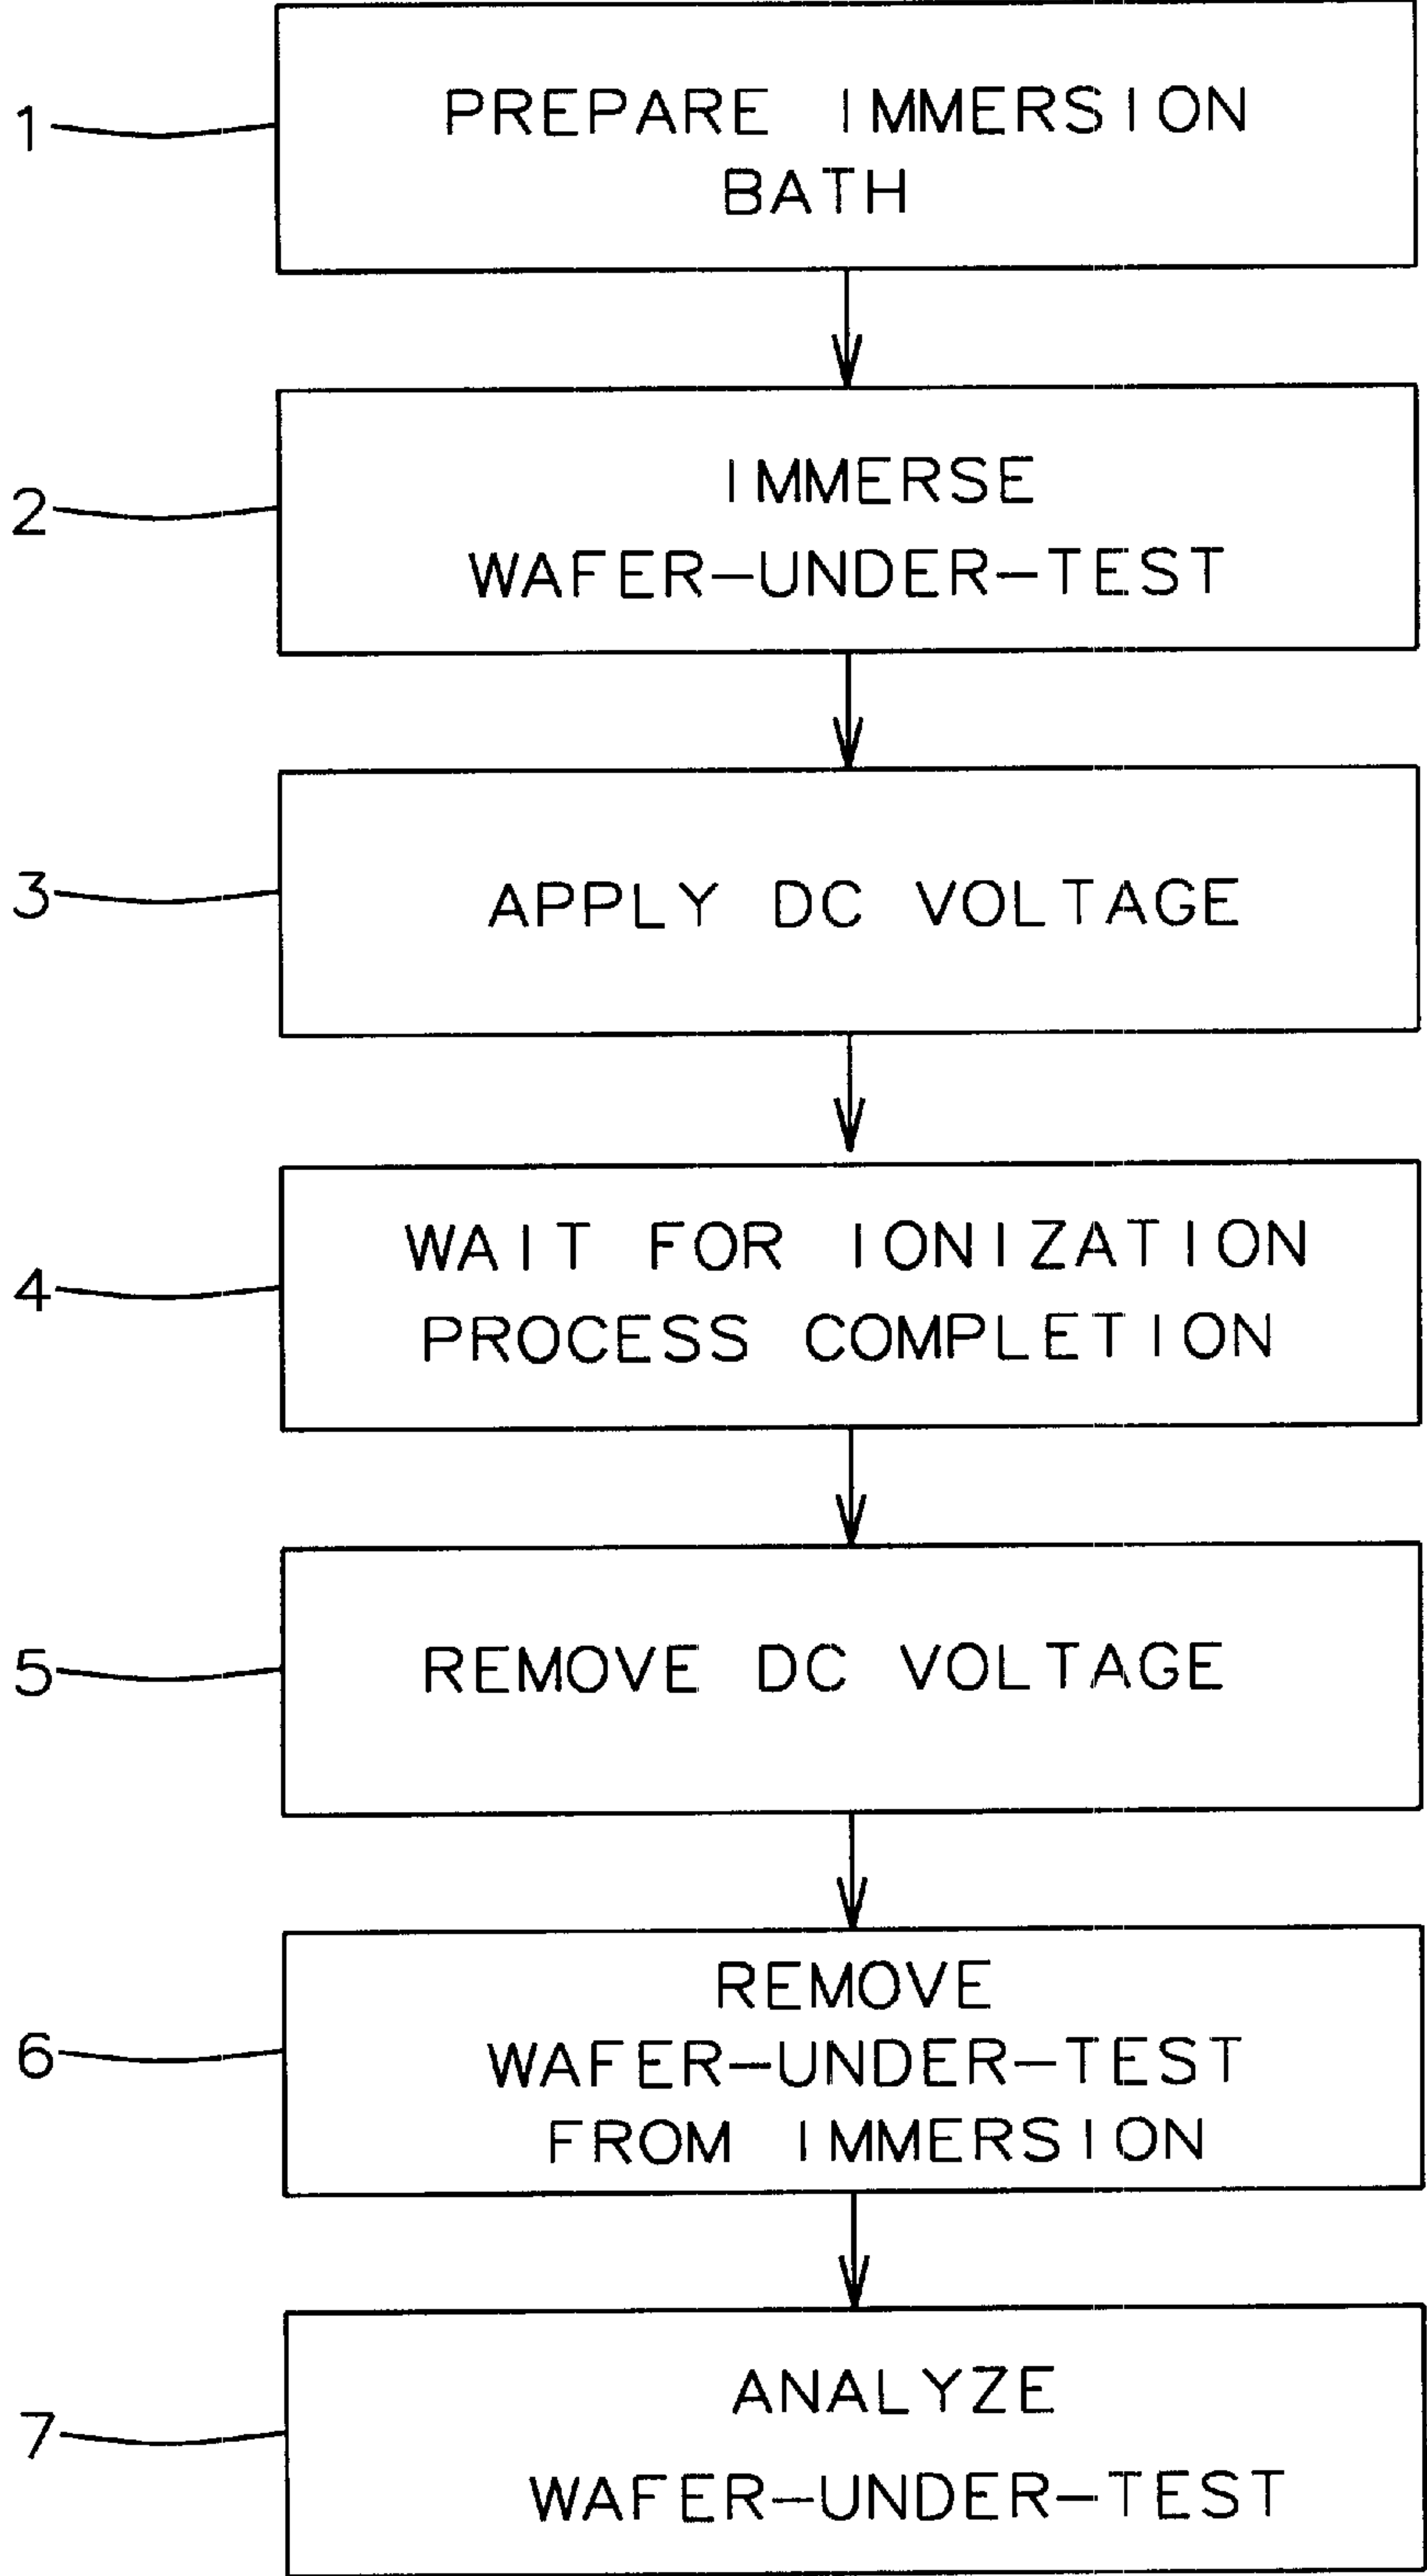 1
PREPARE IMMERSION
BATH
2
IMMERSE
WAFER-UNDER-TEST
3
APPLY DC VOLTAGE
4
WAIT FOR IONIZATION
PROCESS COMPLETION
5
REMOVE DC VOLTAGE
6
REMOVE
WAFER-UNDER-TEST
FROM IMMERSION
7
ANALYZE
WAFER-UNDER-TEST